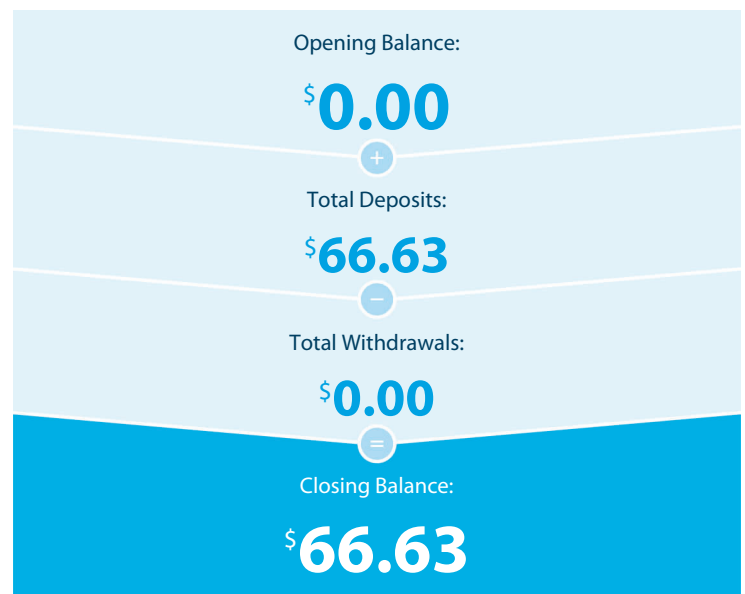 Opening Balance:
$0.00
+
Total Deposits:
$66.63
−
Total Withdrawals:
$0.00
=
Closing Balance:
$66.63